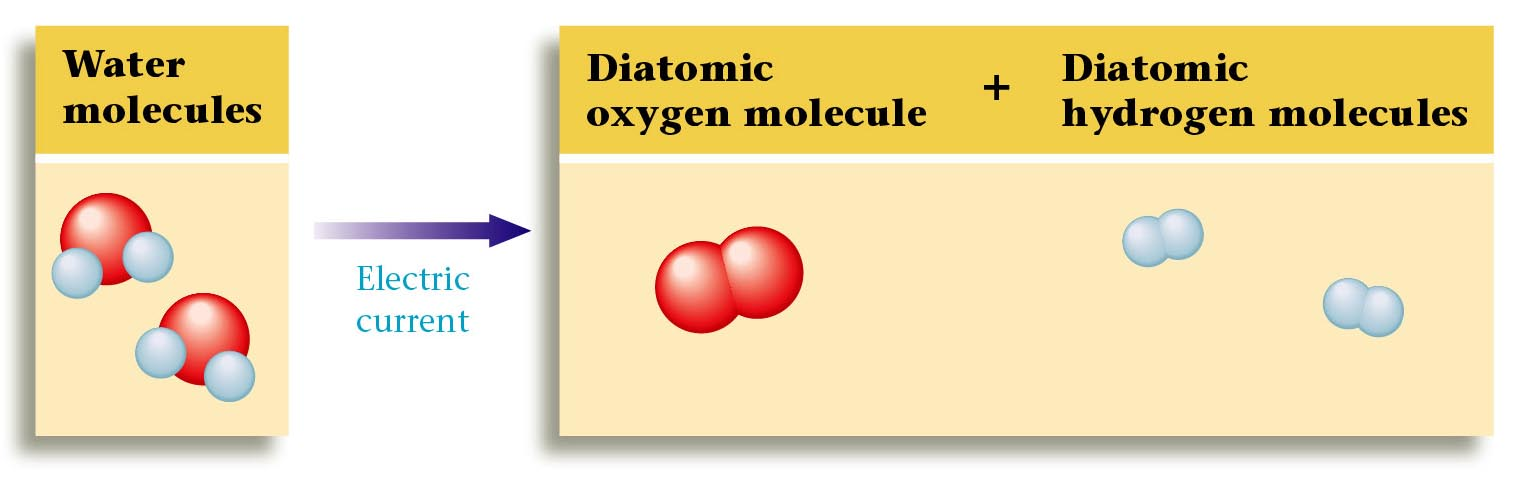 Water
molecules
Electric
current
Diatomic
oxygen molecule
+
Diatomic
hydrogen molecules